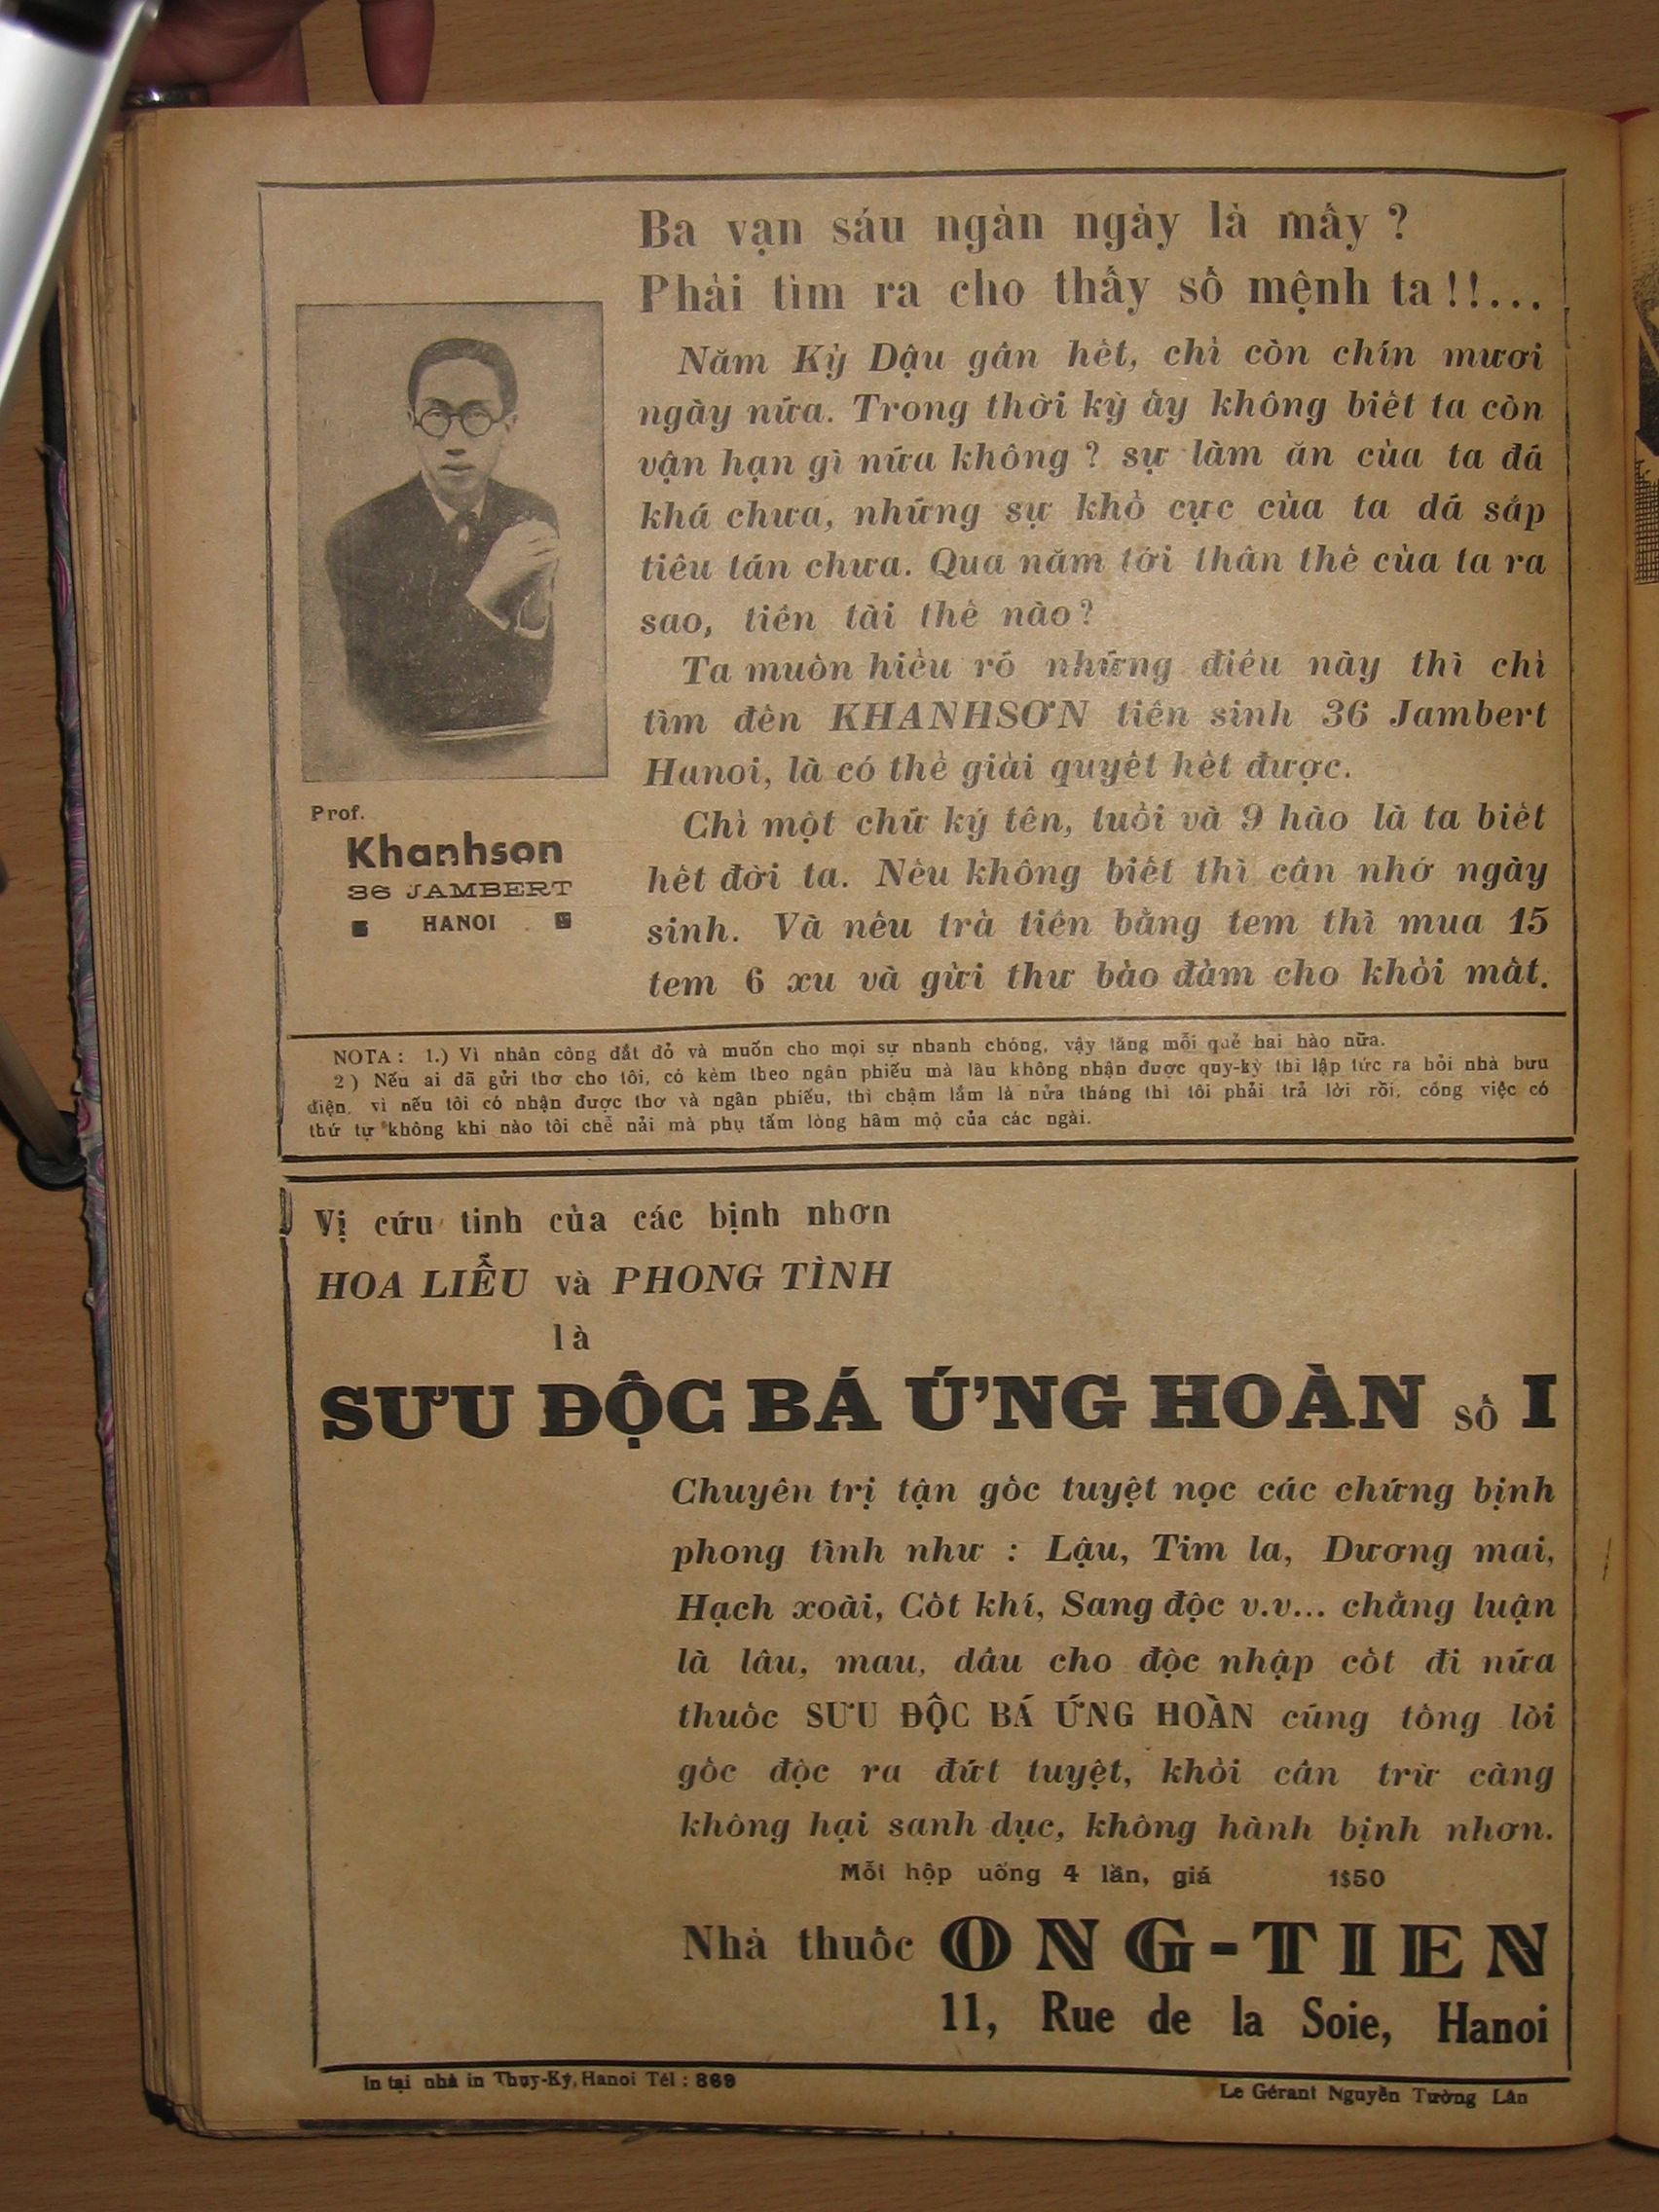 Ba vạn sáu ngàn ngày là mấy ?
Phải tìm ra cho thấy số mệnh ta !!...
Năm Kỷ Dậu gần hết, chỉ còn chín mươi
ngày nữa. Trong thời kỳ ấy không biết ta còn
vận hạn gì nữa không ? sự làm ăn của ta đã
khá chưa, những sự khổ cực của ta đã sắp
tiêu tán chưa. Qua năm tới thân thế của ta ra
sao, tiền tài thế nào ?
Ta muốn hiểu rõ những điều này thì chỉ
tìm đến KHANHSƠN tiên sinh 36 Jambert
Hanoi, là có thể giải quyết hết được.
Chỉ một chữ ký tên, tuổi và 9 hào là ta biết
hết đời ta. Nếu không biết thì cần nhớ ngày
sinh. Và nếu trả tiền bằng tem thì mua 15
tem 6 xu và gửi thư bảo đảm cho khỏi mất.
Prof.
Khanhson
36 JAMBERT
HANOI
NOTA : 1.) Vì nhân công đắt đỏ và muốn cho mọi sự nhanh chóng, vậy tăng mỗi quẻ hai hào nữa.
2 ) Nếu ai đã gửi thơ cho tôi, có kèm theo ngân phiếu mà lâu không nhận được quy-kỳ thì lập tức ra hỏi nhà bưu
điện, vì nếu tôi có nhận được thơ và ngân phiếu, thì chậm lắm là nửa tháng thì tôi phải trả lời rồi, công việc có
thứ tự không khi nào tôi chễ nải mà phụ tấm lòng hâm mộ của các ngài.
Vị cứu tinh của các bịnh nhơn
HOA LIỄU và PHONG TÌNH
là
SƯU ĐỘC BÁ ỨNG HOÀN số I
Chuyên trị tận gốc tuyệt nọc các chứng bịnh
phong tình như : Lậu, Tim la, Dương mai,
Hạch xoài, Cốt khí, Sang độc v.v... chẳng luận
là lâu, mau, dầu cho độc nhập cốt đi nữa
thuốc SƯU ĐỘC BÁ ỨNG HOÀN cũng tống lòi
gốc độc ra đứt tuyệt, khỏi cần trừ căng
không hại sanh dục, không hành bịnh nhơn.
Mỗi hộp uống 4 lần, giá 1$50
Nhà thuốc ONG-TIEN
11, Rue de la Soie, Hanoi
In tại nhà in Thuỵ-Ký, Hanoi Tél : 869
Le Gérant Nguyễn Tường Lân